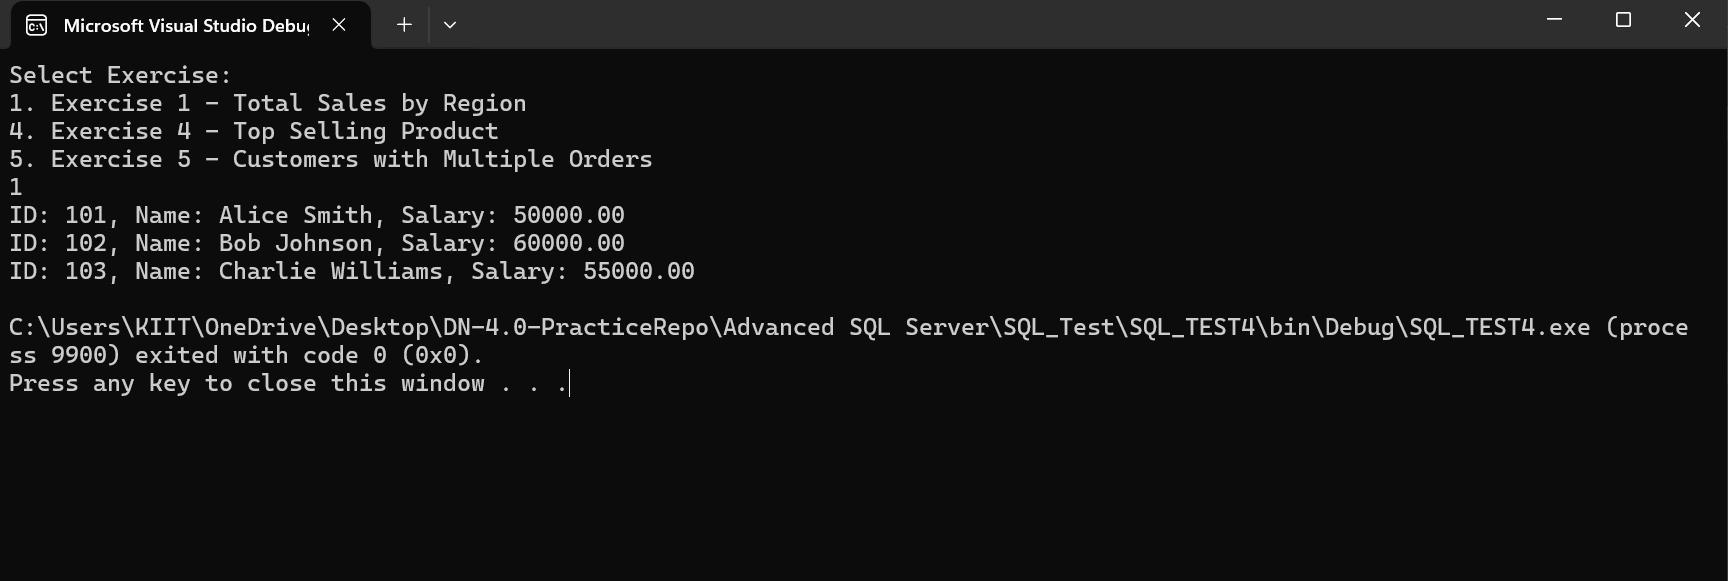 Microsoft Visual Studio Debu
Select Exercise:
1. Exercise 1 - Total Sales by Region
4. Exercise 4 - Top Selling Product
5. Exercise 5 - Customers with Multiple Orders
1
ID: 101, Name: Alice Smith, Salary: 50000.00
ID: 102, Name: Bob Johnson, Salary: 60000.00
ID: 103, Name: Charlie Williams, Salary: 55000.00
C:\Users\KIIT\OneDrive\Desktop\DN-4.0-PracticeRepo\Advanced SQL Server\SQL_Test\SQL_TEST4\bin\Debug\SQL_TEST4.exe (proce
ss 9900) exited with code 0 (0x0).
Press any key to close this window . . .